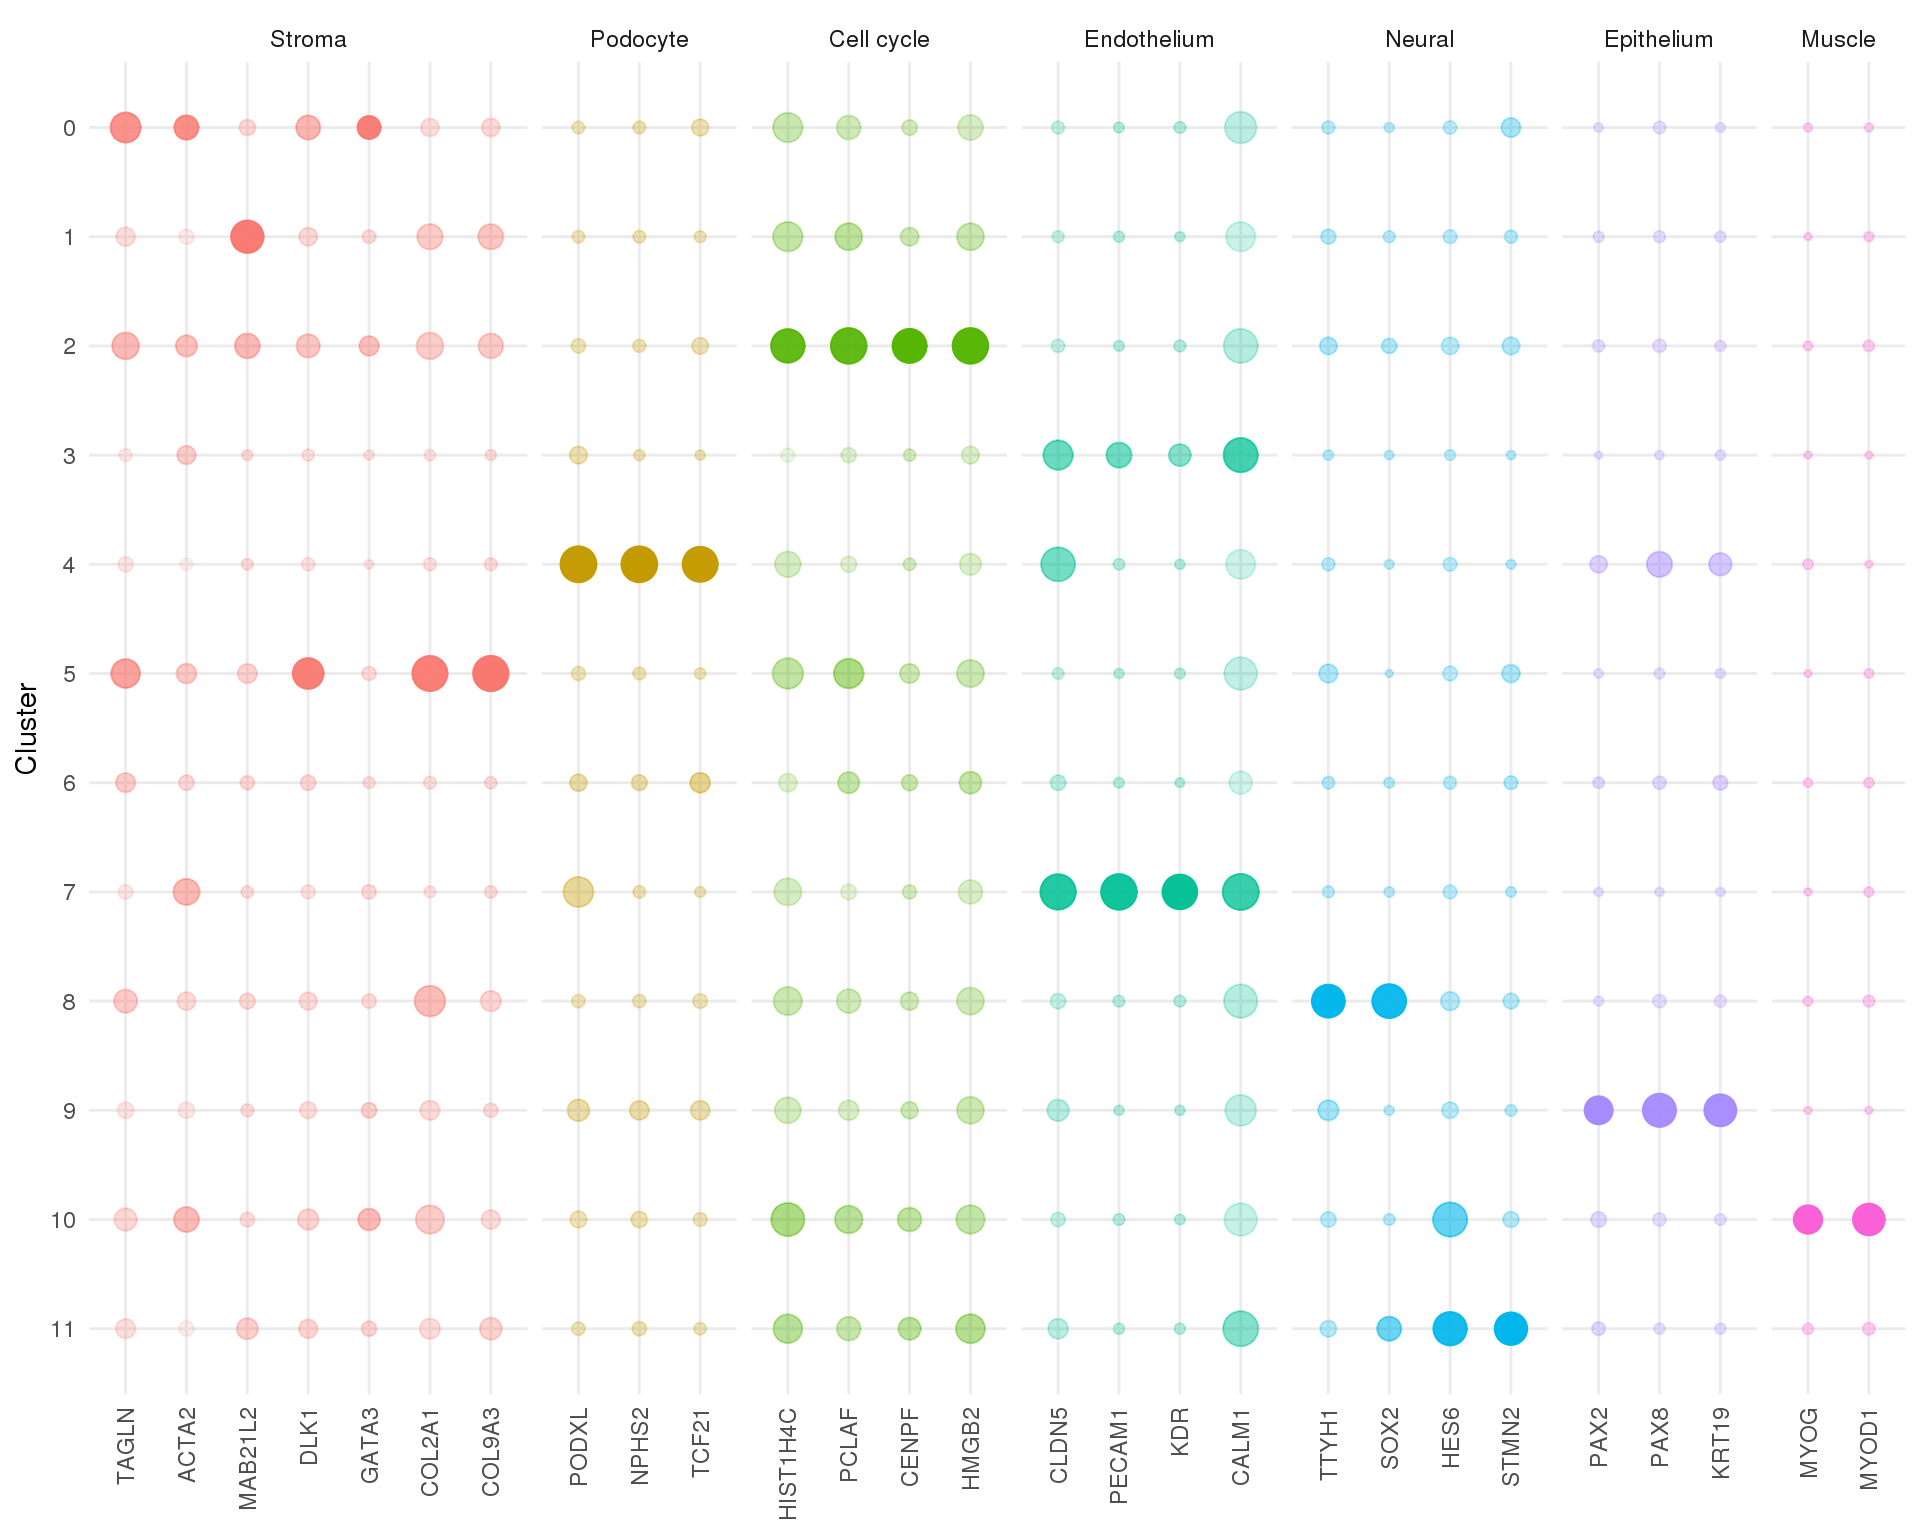 Stroma Podocyte Cell cycle Endothelium Neural Epithelium Muscle
Cluster
0
1
2
3
4
5
6
7
8
9
10
11
TAGLN
ACTA2
MAB21L2
DLK1
GATA3
COL2A1
COL9A3
PODXL
NPHS2
TCF21
HIST1H4C
PCLAF
CENPF
HMGB2
CLDN5
PECAM1
KDR
CALM1
TTYH1
SOX2
HES6
STMN2
PAX2
PAX8
KRT19
MYOG
MYOD1